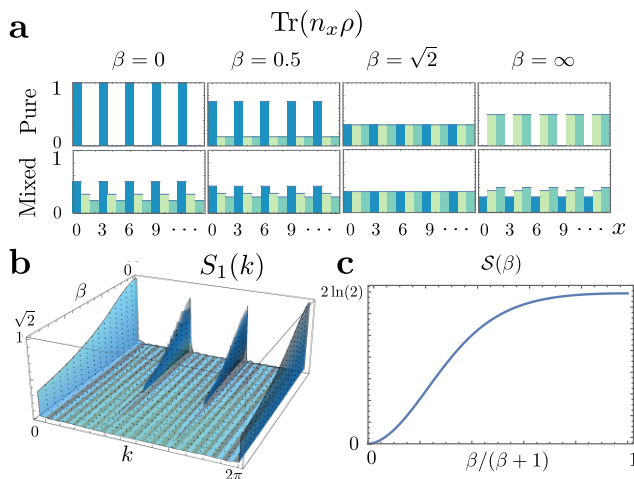 a
Tr(n_xρ)
β = 0 β = 0.5 β = √2 β = ∞
Pure
1
0
Mixed
1
0
0 3 6 9 ··· 0 3 6 9 ··· 0 3 6 9 ··· 0 3 6 9 ··· x
b
S₁(k)
0
β
√2
1
0
k
2π
c
𝒮(β)
2 ln(2)
0
0 β/(β + 1) 1